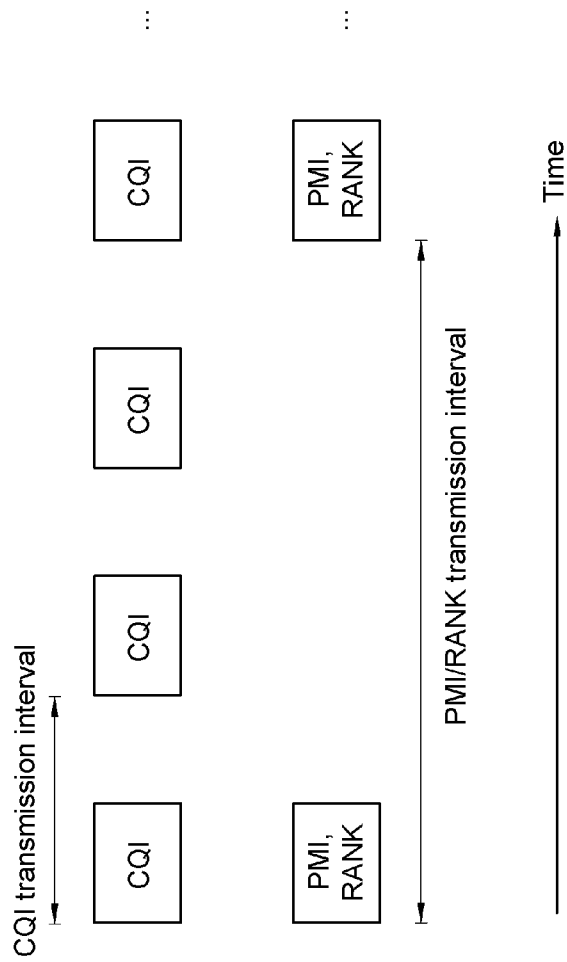 CQI transmission interval
CQI
CQI
CQI
CQI
...
PMI,
RANK
PMI,
RANK
...
PMI/RANK transmission interval
Time